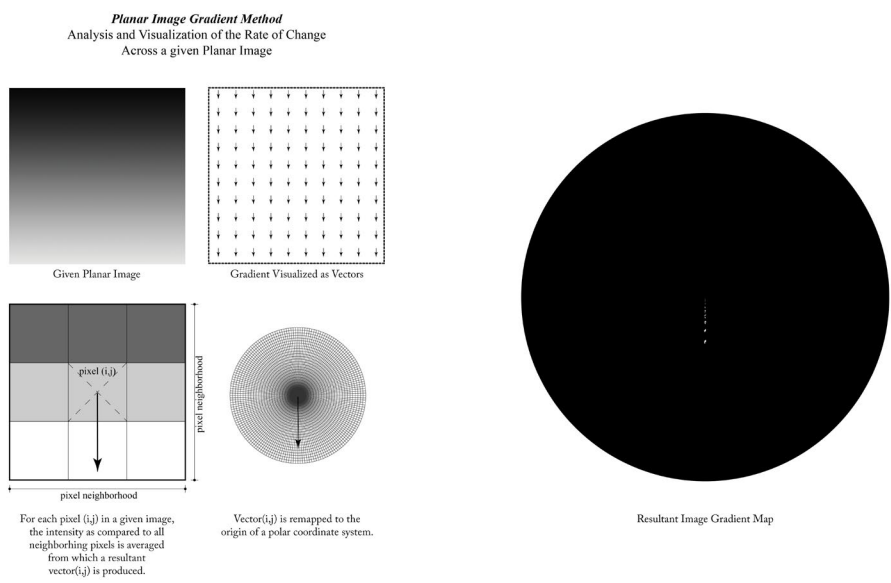 Planar Image Gradient Method
Analysis and Visualization of the Rate of Change
Across a given Planar Image
Given Planar Image
Gradient Visualized as Vectors
pixel (i,j)
pixel neighborhood
pixel neighborhood
For each pixel (i,j) in a given image,
the intensity as compared to all
neighborhing pixels is averaged
from which a resultant
vector(i,j) is produced.
Vector(i,j) is remapped to the
origin of a polar coordinate system.
Resultant Image Gradient Map